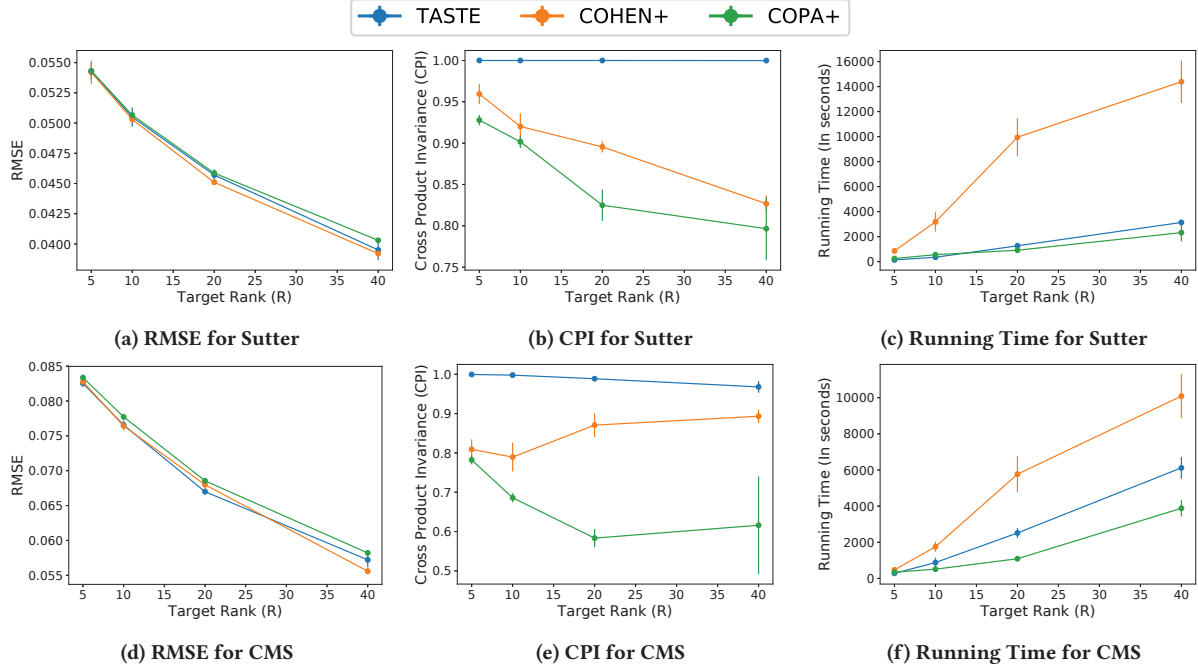 TASTE COHEN+ COPA+
0.0550
0.0525
0.0500
0.0475
0.0450
0.0425
0.0400
RMSE
5 10 15 20 25 30 35 40
Target Rank (R)
(a) RMSE for Sutter
1.00
0.95
0.90
0.85
0.80
0.75
Cross Product Invariance (CPI)
5 10 15 20 25 30 35 40
Target Rank (R)
(b) CPI for Sutter
16000
14000
12000
10000
8000
6000
4000
2000
0
Running Time (In seconds)
5 10 15 20 25 30 35 40
Target Rank (R)
(c) Running Time for Sutter
0.085
0.080
0.075
0.070
0.065
0.060
0.055
RMSE
5 10 15 20 25 30 35 40
Target Rank (R)
(d) RMSE for CMS
1.0
0.9
0.8
0.7
0.6
0.5
Cross Product Invariance (CPI)
5 10 15 20 25 30 35 40
Target Rank (R)
(e) CPI for CMS
10000
8000
6000
4000
2000
0
Running Time (In seconds)
5 10 15 20 25 30 35 40
Target Rank (R)
(f) Running Time for CMS